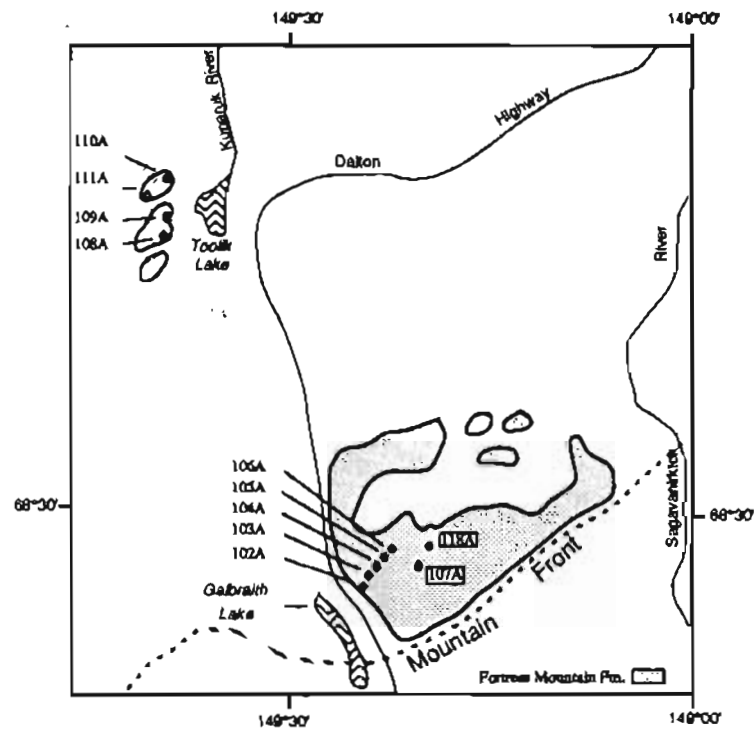 149°30'
149°00'
Kuparuk River
Highway
Dalton
110A
111A
109A
108A
Toolik
Lake
River
106A
105A
104A
103A
102A
68°30'
68°30'
Sagavanirktok
118A
107A
Galbraith
Lake
Front
Mountain
Fortress Mountain Fm.
149°30'
149°00'